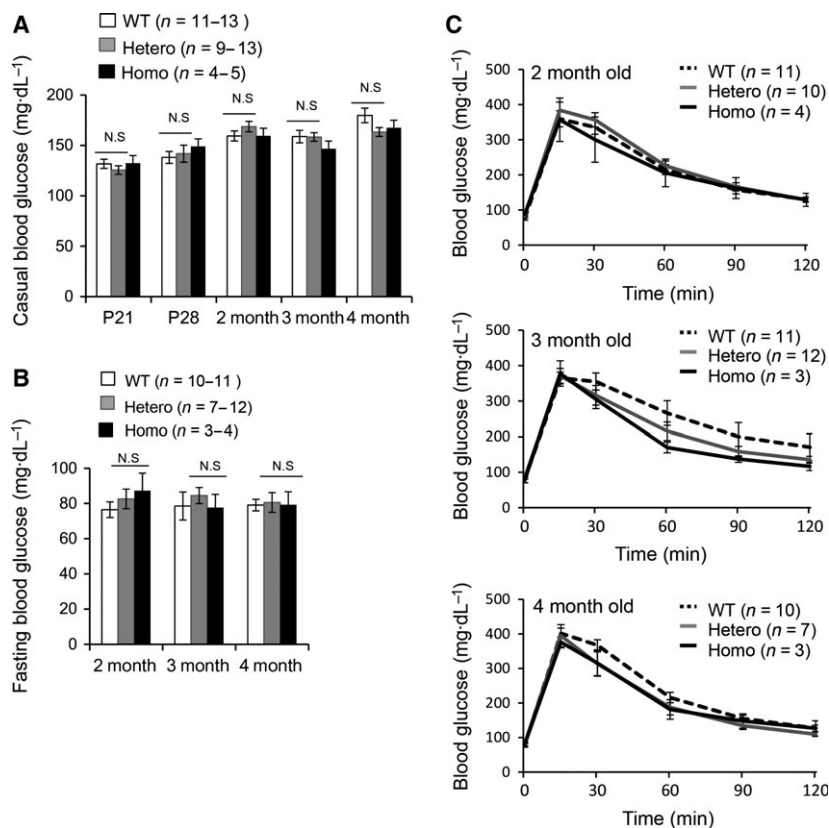 A
WT (n = 11–13)
Hetero (n = 9–13)
Homo (n = 4–5)
Casual blood glucose (mg·dL⁻¹)
200
150
100
50
0
N.S
N.S
N.S
N.S
N.S
P21
P28
2 month
3 month
4 month
B
WT (n = 10–11)
Hetero (n = 7–12)
Homo (n = 3–4)
Fasting blood glucose (mg·dL⁻¹)
100
80
60
40
20
0
N.S
N.S
N.S
2 month
3 month
4 month
C
2 month old
WT (n = 11)
Hetero (n = 10)
Homo (n = 4)
Blood glucose (mg·dL⁻¹)
500
400
300
200
100
0
0
30
60
90
120
Time (min)
3 month old
WT (n = 11)
Hetero (n = 12)
Homo (n = 3)
Blood glucose (mg·dL⁻¹)
500
400
300
200
100
0
0
30
60
90
120
Time (min)
4 month old
WT (n = 10)
Hetero (n = 7)
Homo (n = 3)
Blood glucose (mg·dL⁻¹)
500
400
300
200
100
0
0
30
60
90
120
Time (min)